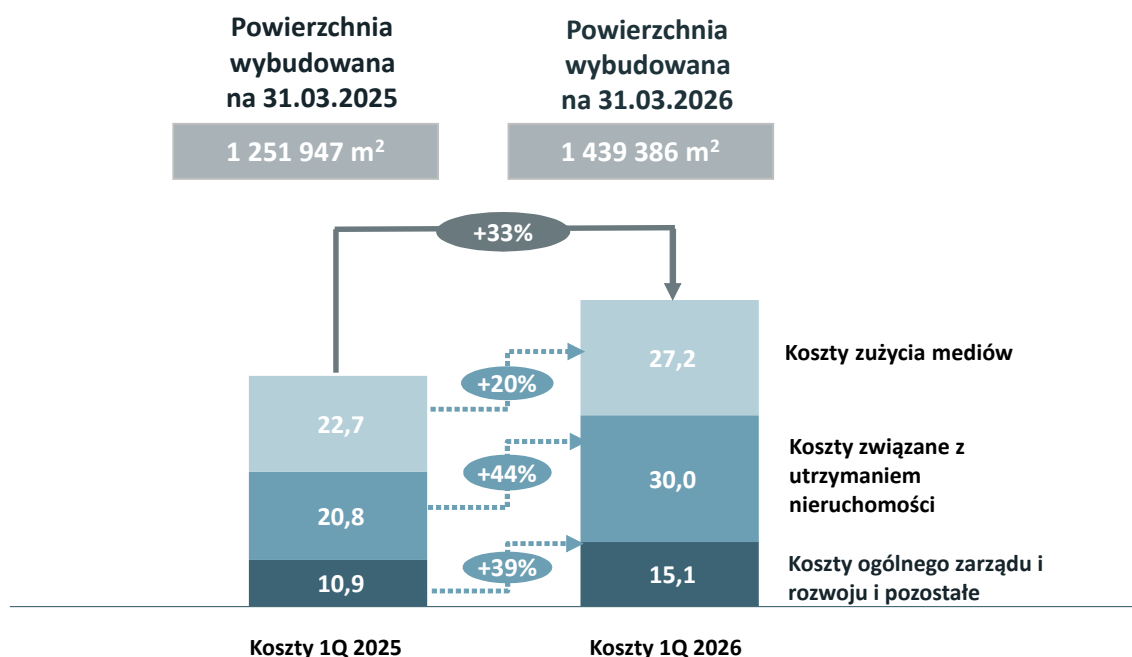 Powierzchnia
wybudowana
na 31.03.2025
Powierzchnia
wybudowana
na 31.03.2026
1 251 947 m²
1 439 386 m²
+33%
22,7
20,8
10,9
+20%
+44%
+39%
27,2
30,0
15,1
Koszty zużycia mediów
Koszty związane z
utrzymaniem
nieruchomości
Koszty ogólnego zarządu i
rozwoju i pozostałe
Koszty 1Q 2025
Koszty 1Q 2026